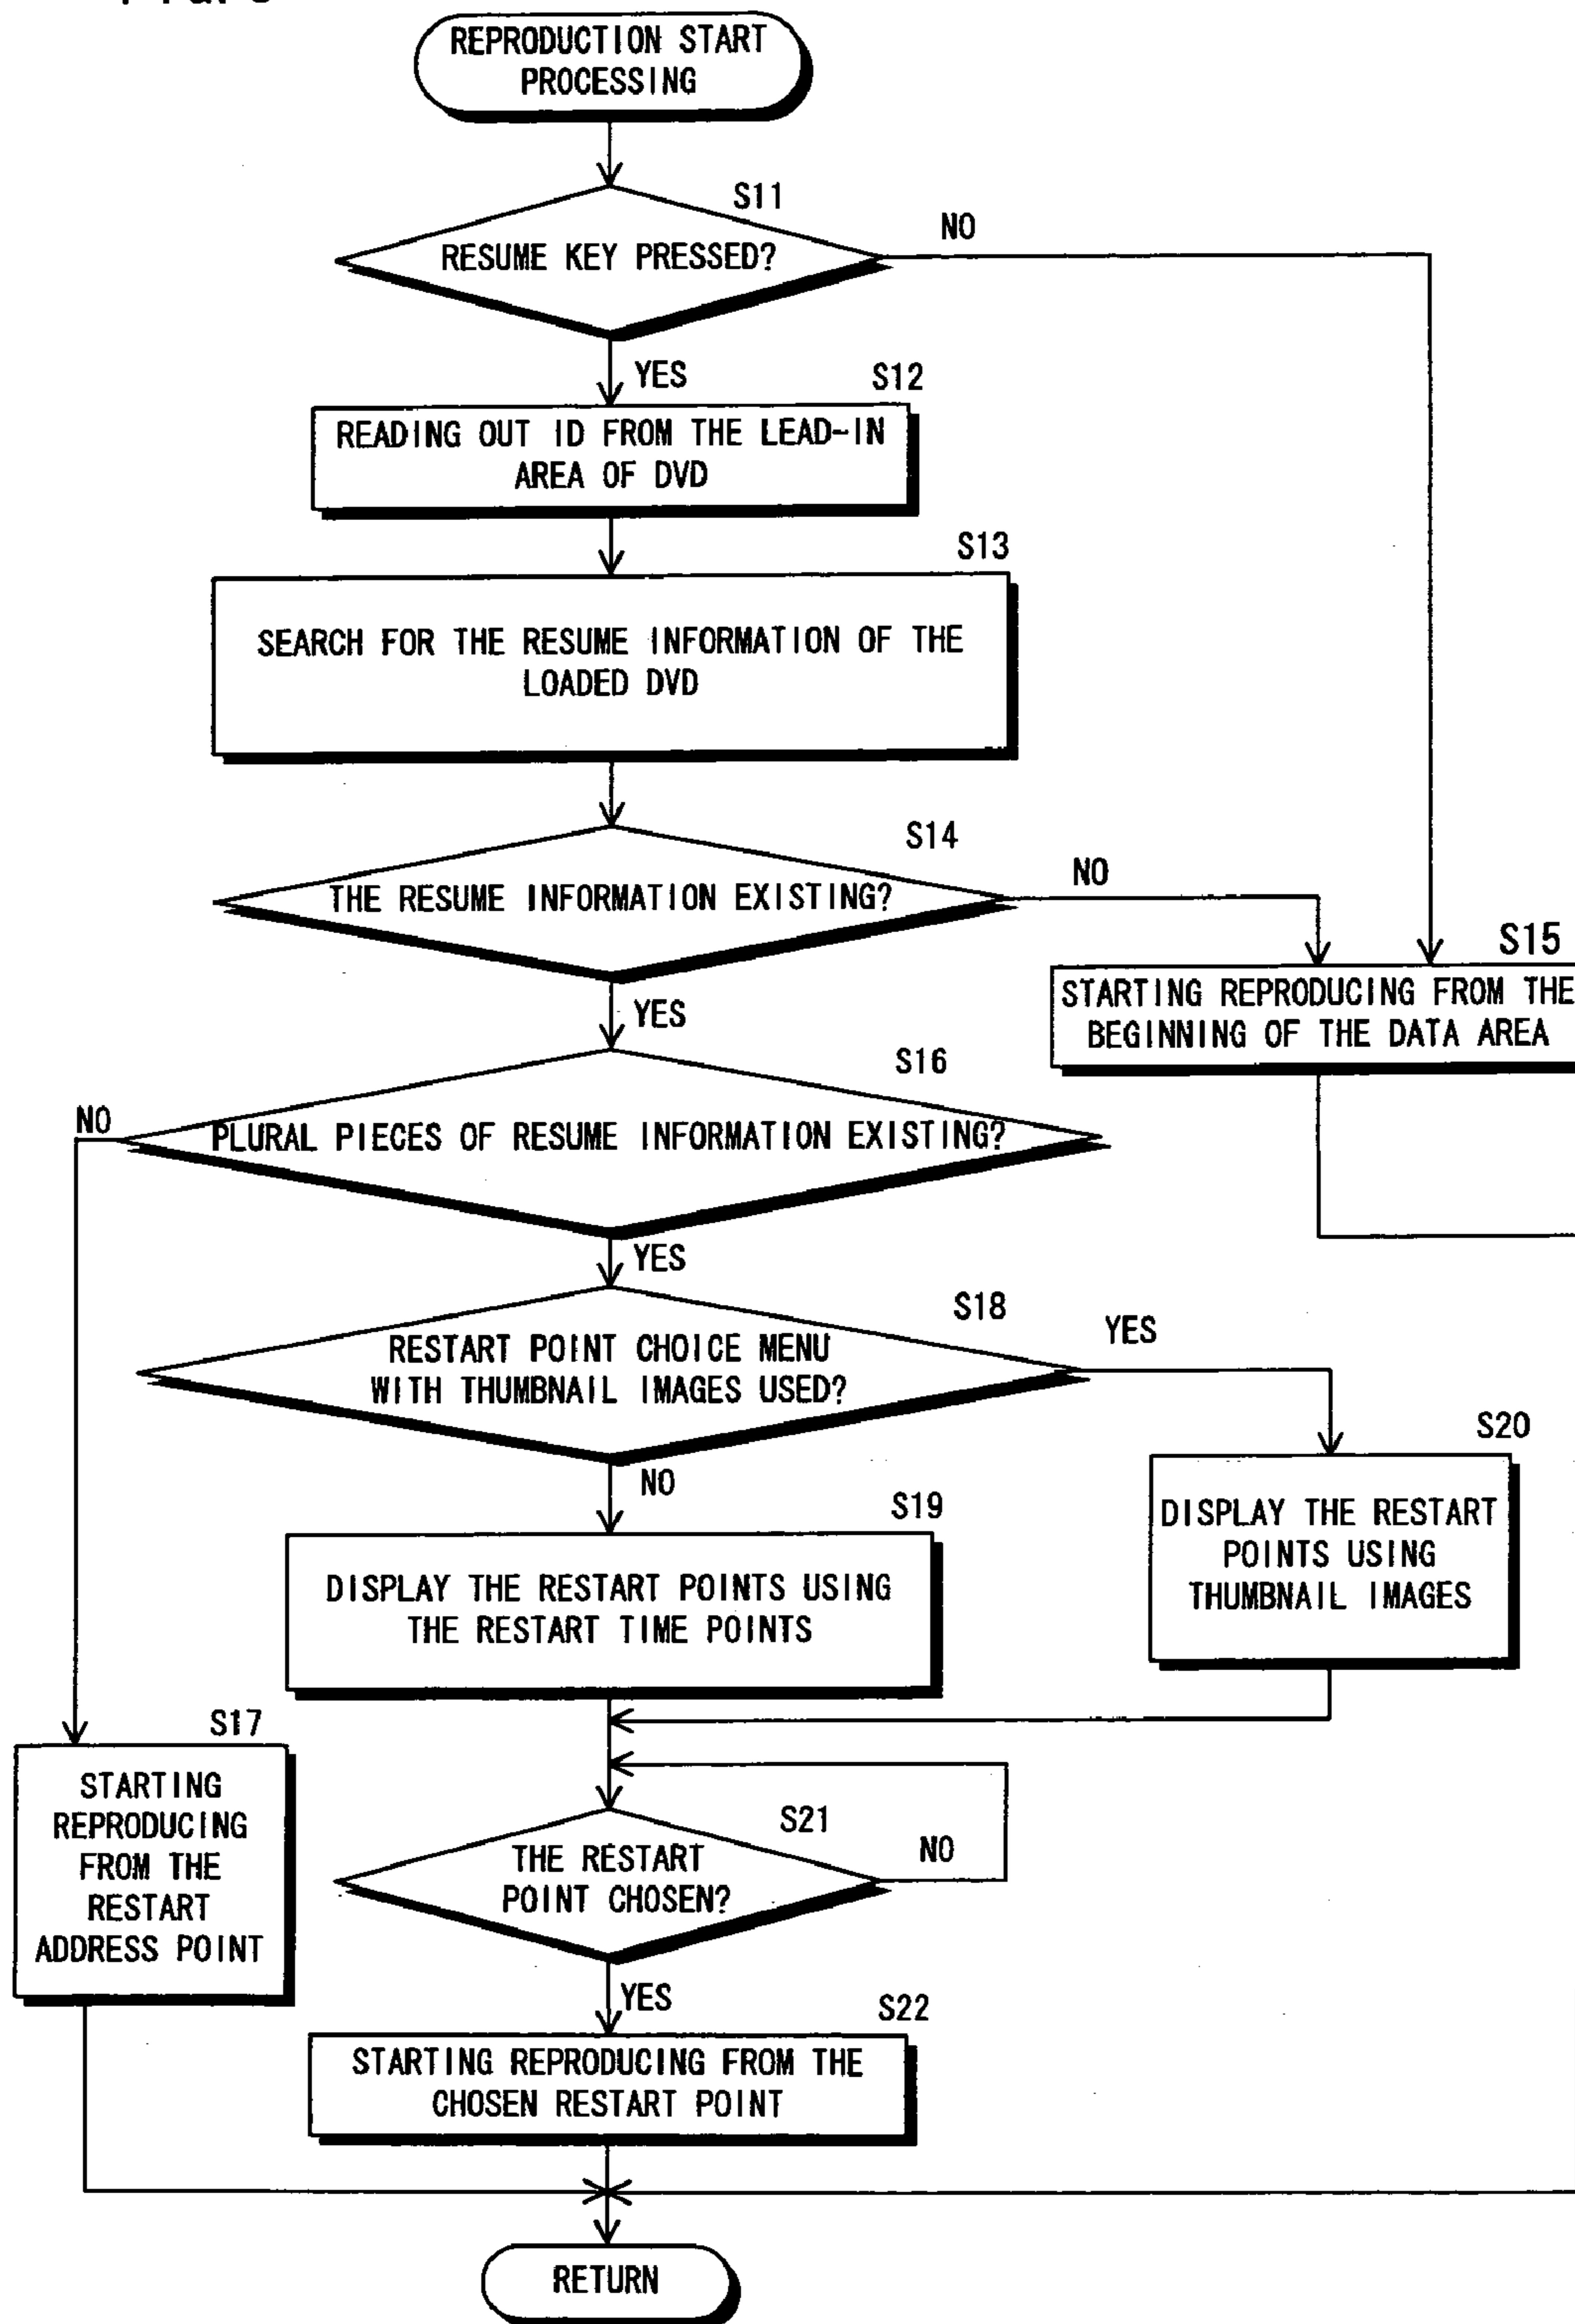 REPRODUCTION START
PROCESSING
S11
RESUME KEY PRESSED?
NO
YES
S12
READING OUT ID FROM THE LEAD-IN
AREA OF DVD
S13
SEARCH FOR THE RESUME INFORMATION OF THE
LOADED DVD
S14
THE RESUME INFORMATION EXISTING?
NO
YES
S15
STARTING REPRODUCING FROM THE
BEGINNING OF THE DATA AREA
S16
NO
PLURAL PIECES OF RESUME INFORMATION EXISTING?
YES
S18
RESTART POINT CHOICE MENU
WITH THUMBNAIL IMAGES USED?
YES
NO
S20
DISPLAY THE RESTART
POINTS USING
THUMBNAIL IMAGES
S19
DISPLAY THE RESTART POINTS USING
THE RESTART TIME POINTS
S17
STARTING
REPRODUCING
FROM THE
RESTART
ADDRESS POINT
S21
THE RESTART
POINT CHOSEN?
NO
YES
S22
STARTING REPRODUCING FROM THE
CHOSEN RESTART POINT
RETURN